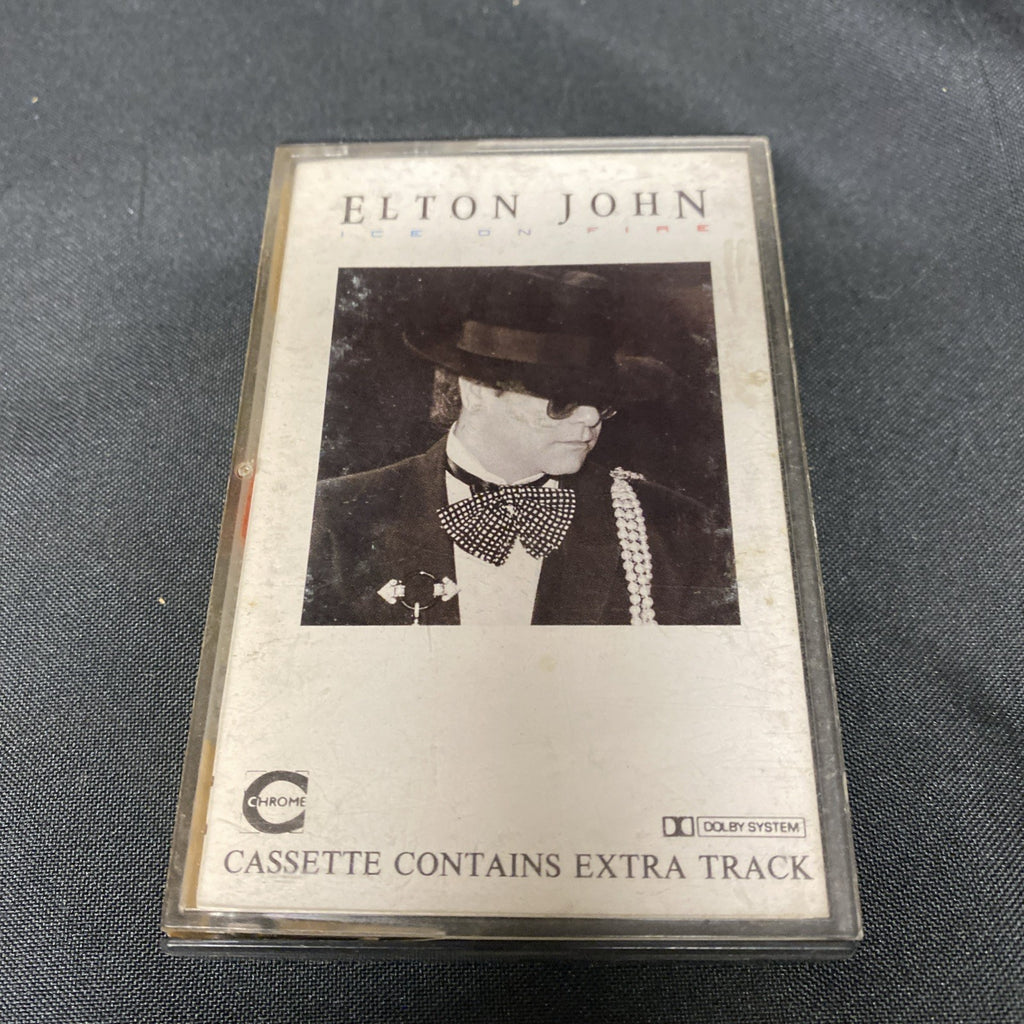 ELTON JOHN
ICE ON FIRE
CHROME
DOLBY SYSTEM
CASSETTE CONTAINS EXTRA TRACK